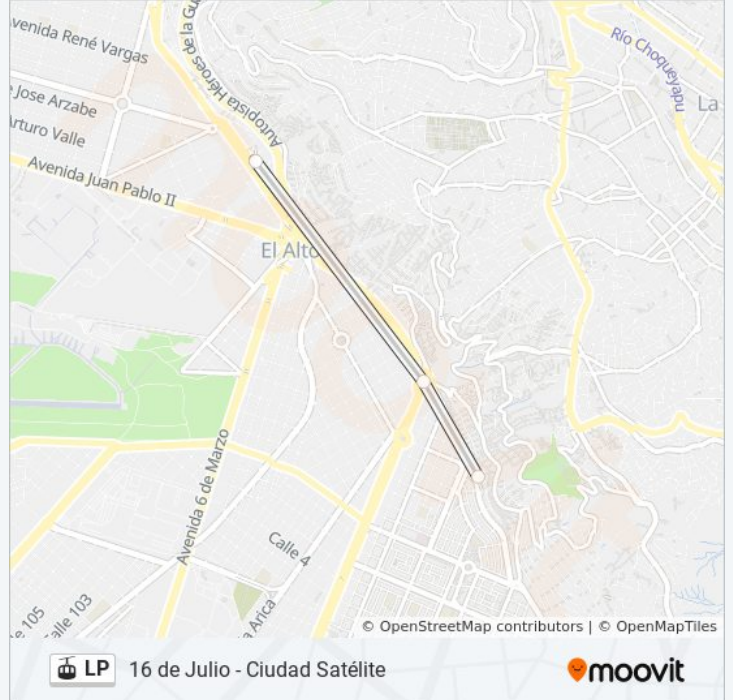 Avenida René Vargas
Autopista Héroes de la Gu
Río Choqueyapu
Jose Arzabe
La
Arturo Valle
Avenida Juan Pablo II
El Alto
Avenida 6 de Marzo
Calle 4
Arica
105
alle 103
© OpenStreetMap contributors | © OpenMapTiles
LP 16 de Julio - Ciudad Satélite
moovit